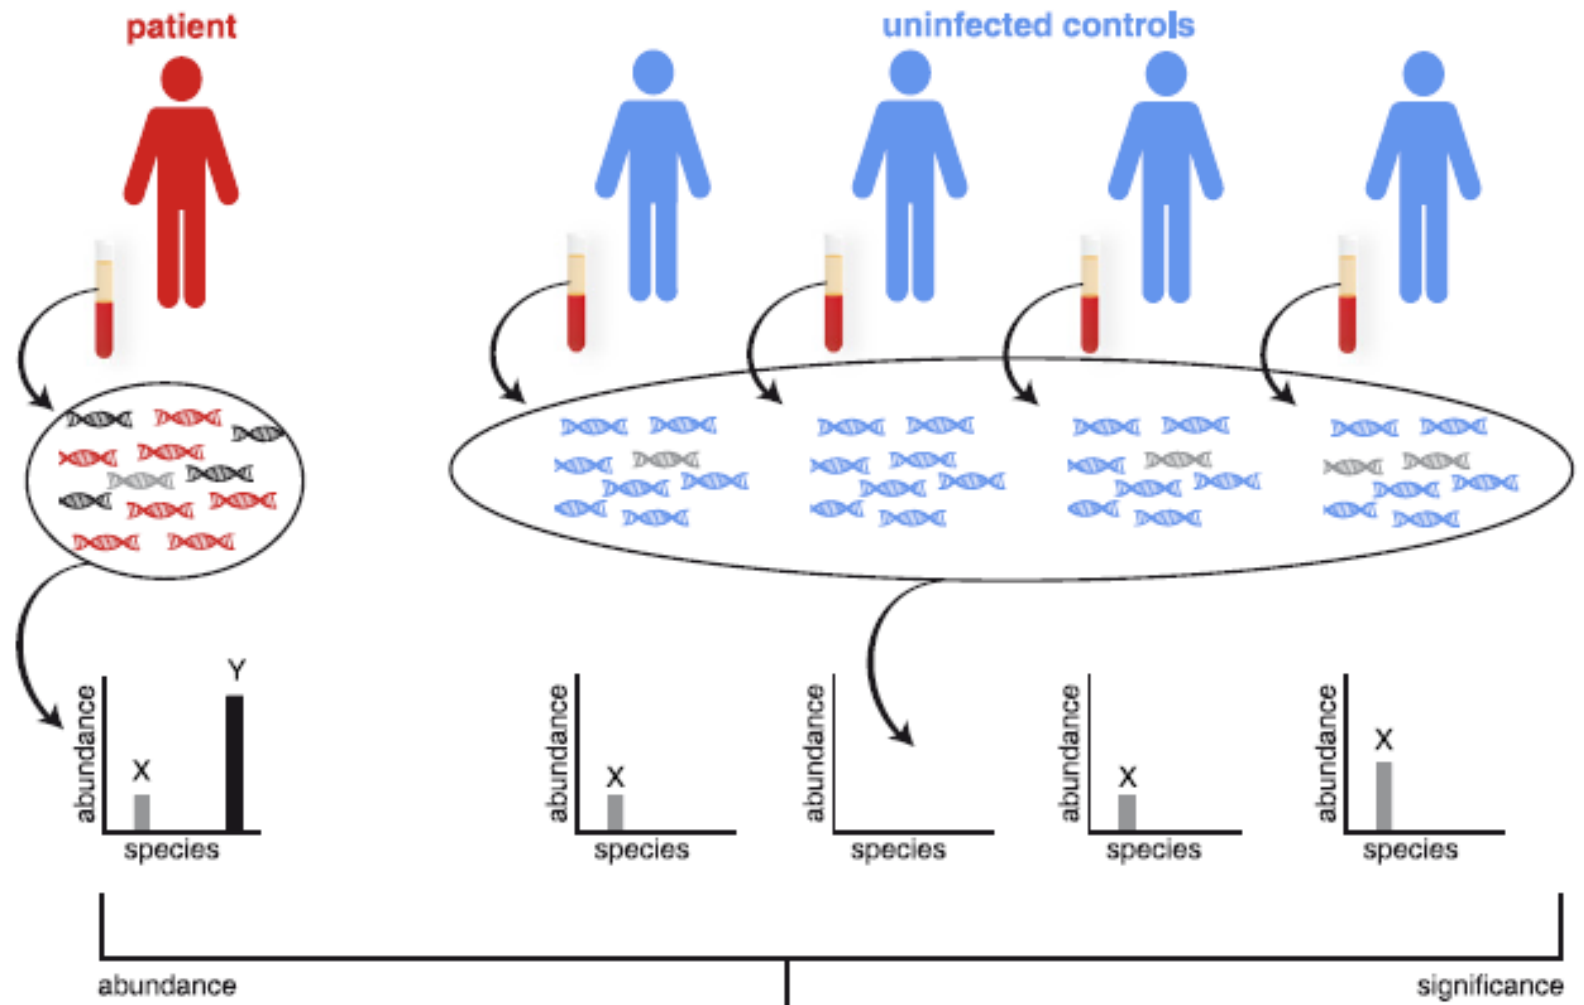 patient
uninfected controls
Y
X
abundance
species
X
abundance
species
abundance
species
X
abundance
species
X
abundance
species
abundance
significance